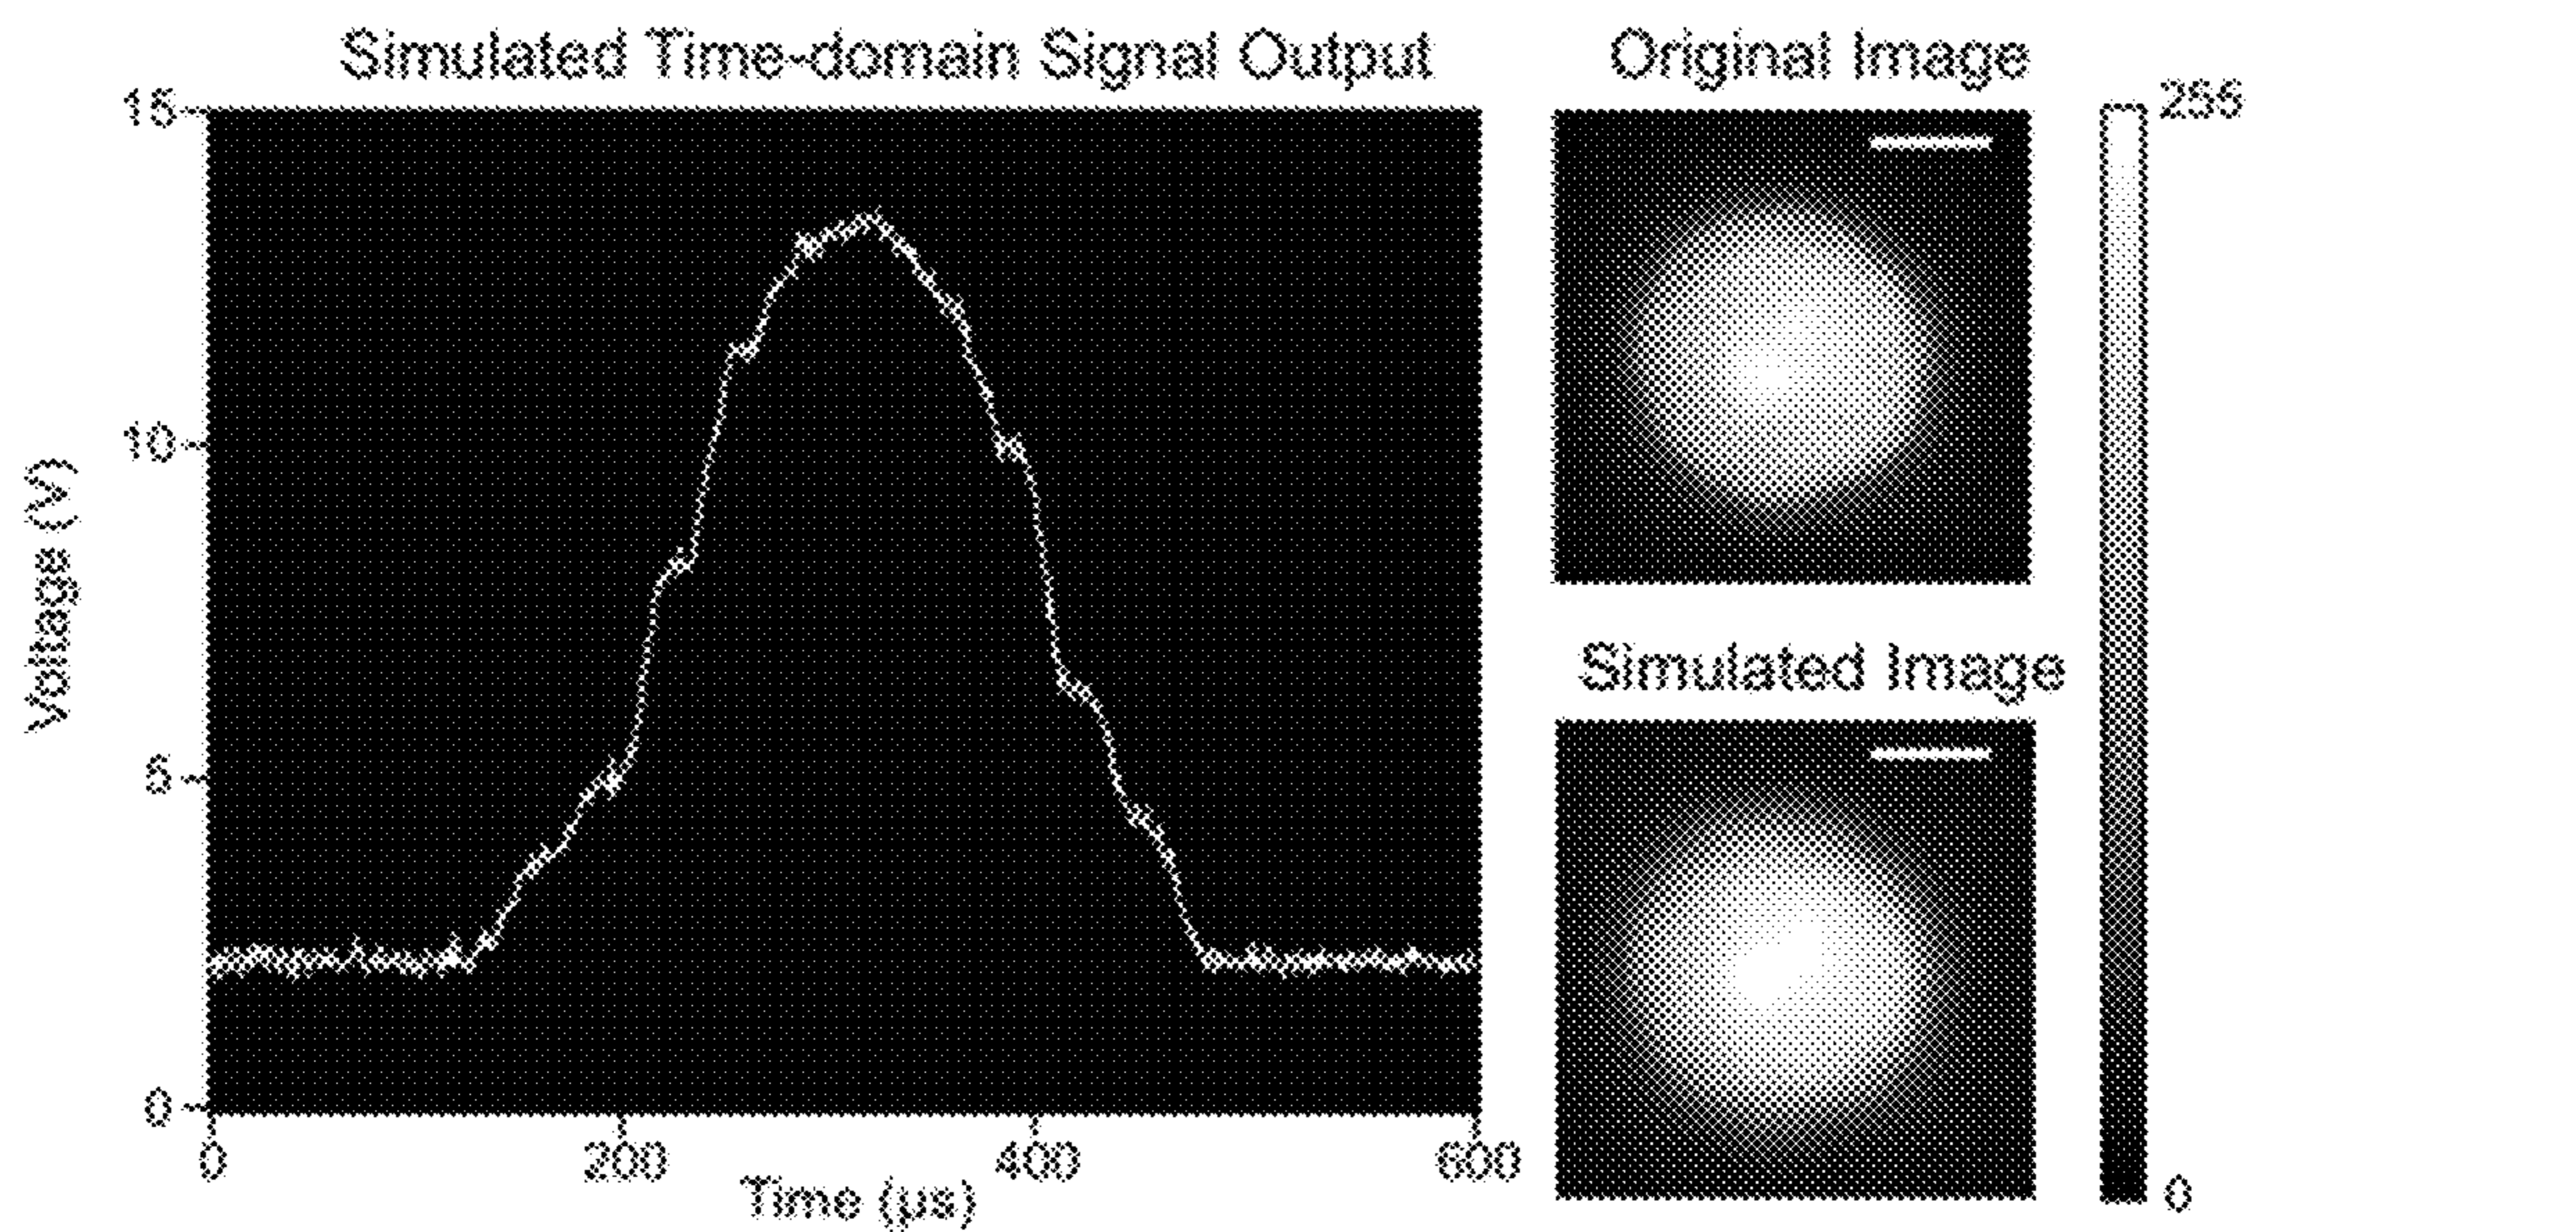 Simulated Time-domain Signal Output
15
10
5
0
Voltage (V)
0
200
400
600
Time (µs)
Original Image
Simulated Image
255
0